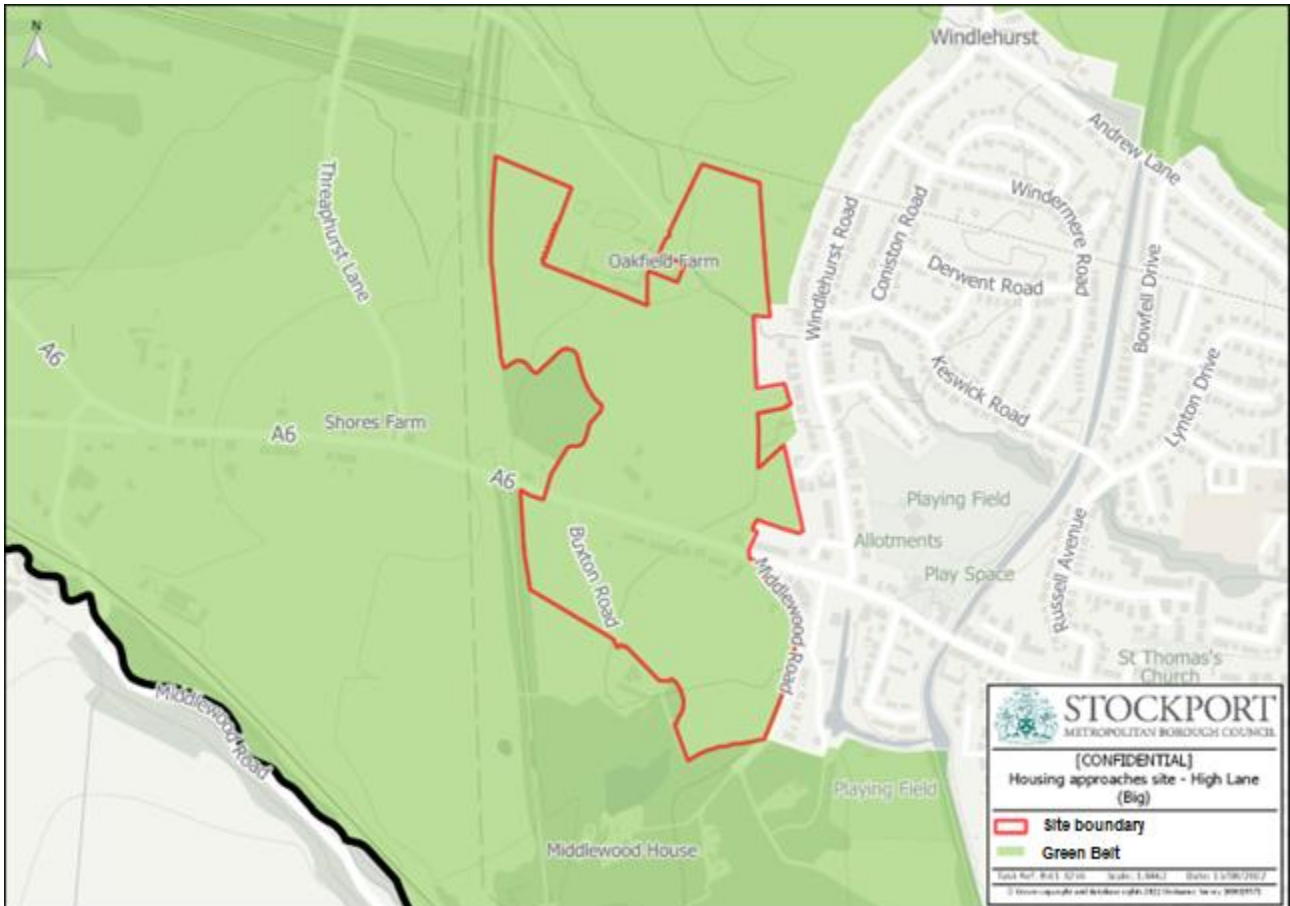 N
Windlehurst
Andrew Lane
Threaphurst Lane
Windlehurst Road
Coniston Road
Windermere Road
Oakfield Farm
Derwent Road
Bowfell Drive
A6
Keswick Road
Lynton Drive
Shores Farm
A6
A6
Playing Field
Buxton Road
Allotments
Middlewood Road
Play Space
Russell Avenue
St Thomas's
Church
Middlewood Road
Playing Field
Middlewood House
STOCKPORT
METROPOLITAN BOROUGH COUNCIL
[CONFIDENTIAL]
Housing approaches site - High Lane
(Big)
Site boundary
Green Belt